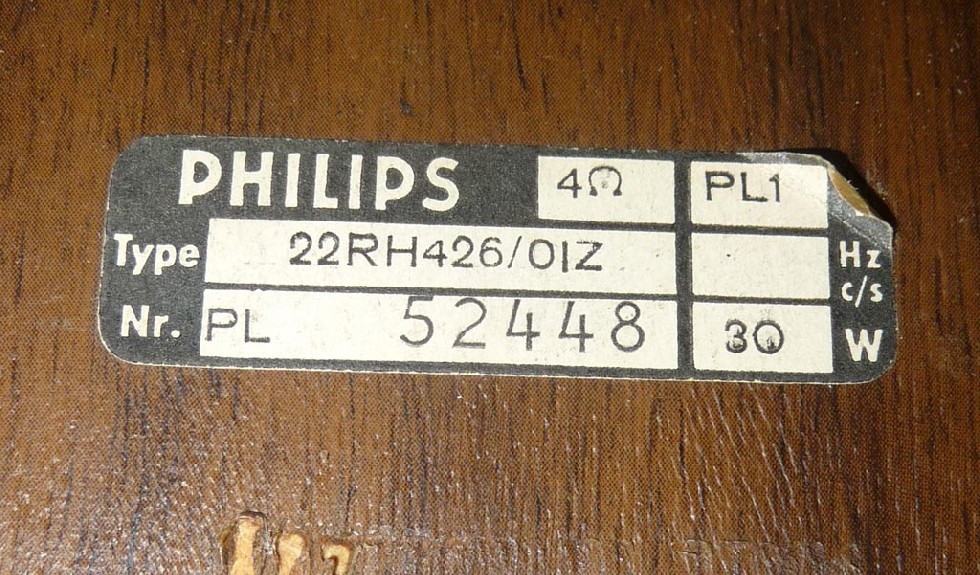 PHILIPS 4Ω PL1
Type 22RH426/01Z Hz
c/s
Nr. PL 52448 30 W